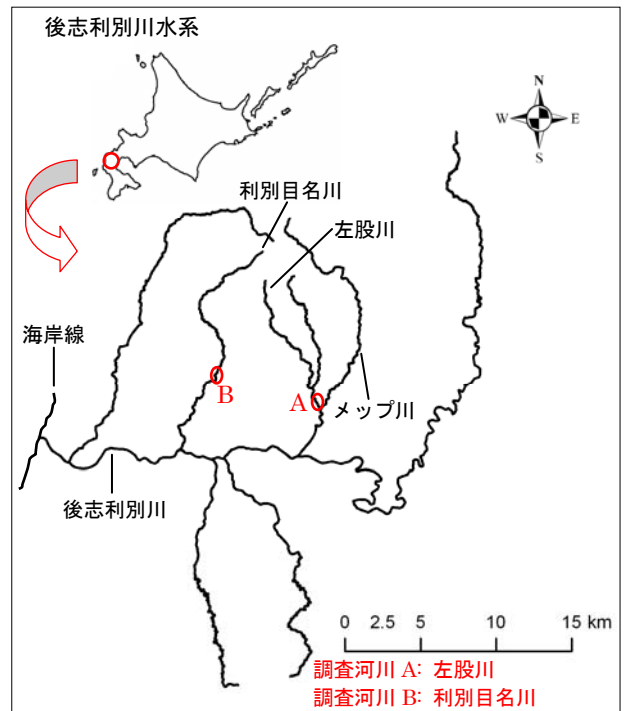 後志利別川水系
N
W
E
S
利別目名川
左股川
海岸線
B
A
メップ川
後志利別川
0 2.5 5 10 15 km
調査河川 A: 左股川
調査河川 B: 利別目名川